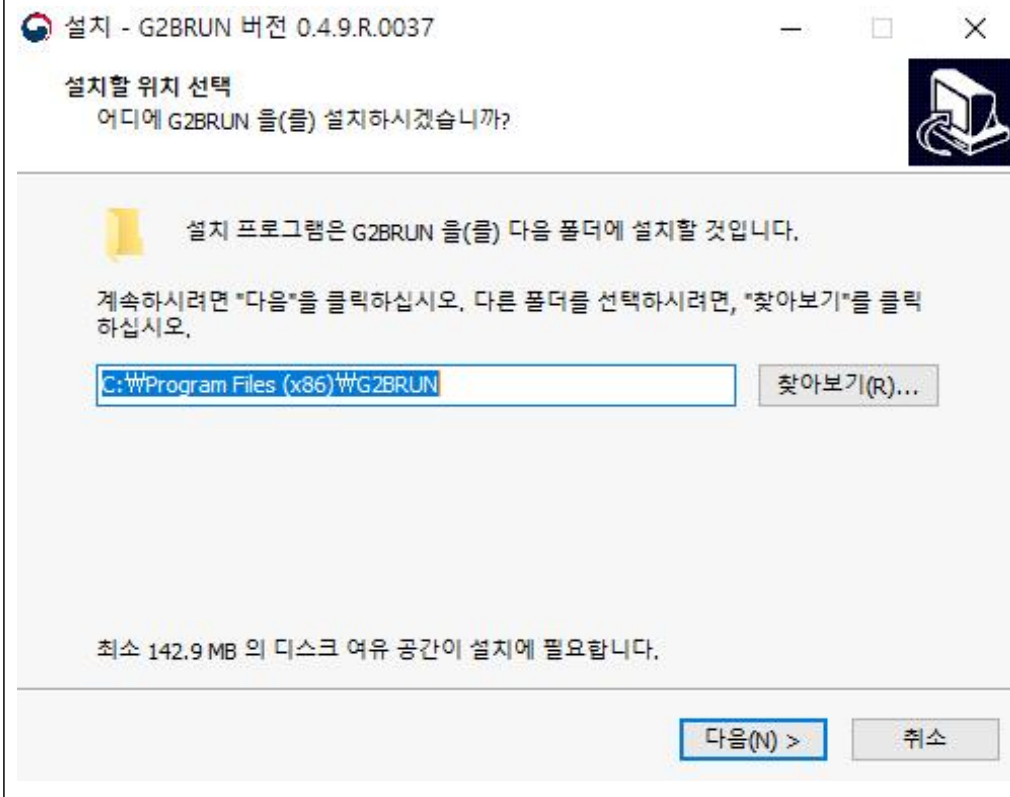 설치 - G2BRUN 버전 0.4.9.R.0037
설치할 위치 선택
어디에 G2BRUN 을(를) 설치하시겠습니까?
설치 프로그램은 G2BRUN 을(를) 다음 폴더에 설치할 것입니다.
계속하시려면 "다음"을 클릭하십시오. 다른 폴더를 선택하시려면, "찾아보기"를 클릭
하십시오.
C:₩Program Files (x86)₩G2BRUN
찾아보기(R)...
최소 142.9 MB 의 디스크 여유 공간이 설치에 필요합니다.
다음(N) >
취소